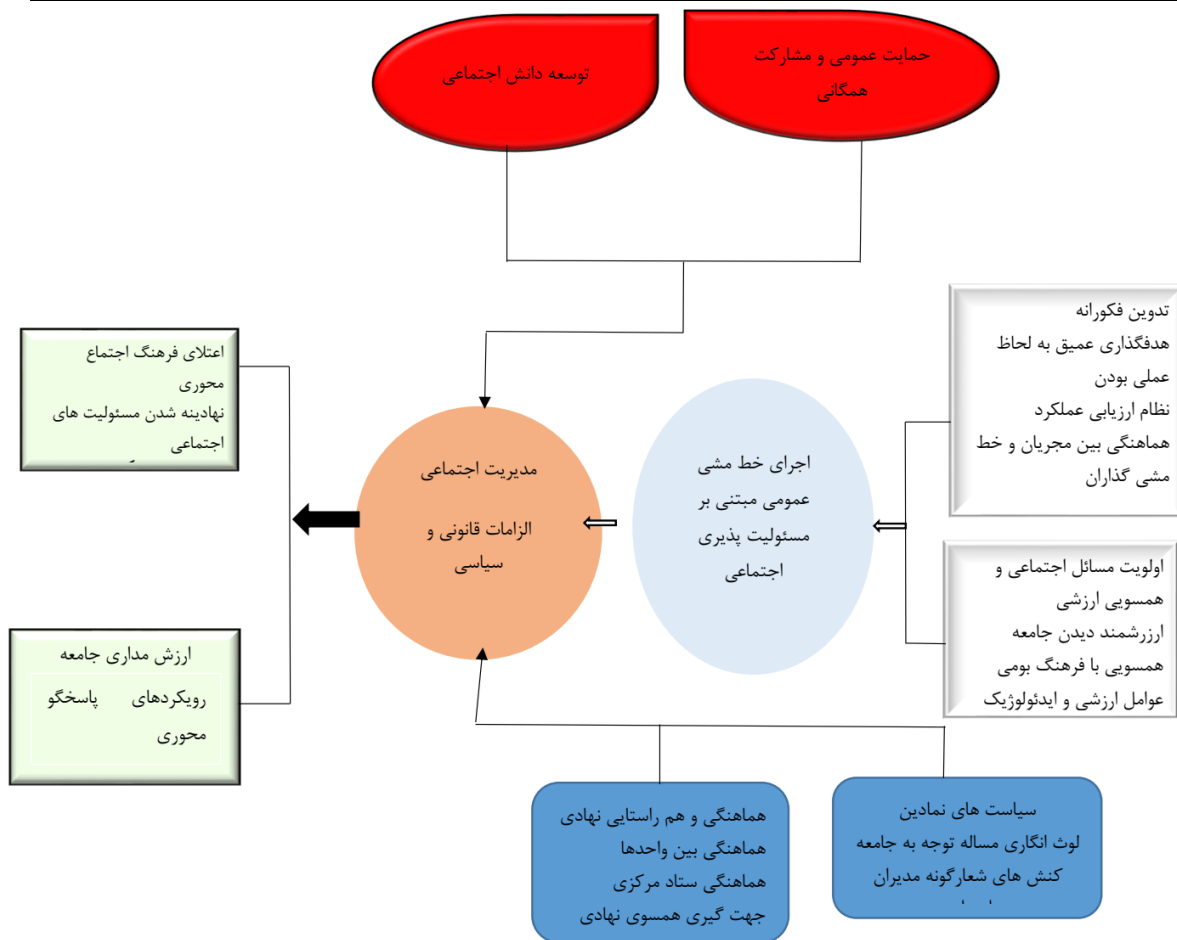 حمایت عمومی و مشارکت
همگانی
توسعه دانش اجتماعی
تدوین فکورانه
هدفگذاری عمیق به لحاظ
عملی بودن
نظام ارزیابی عملکرد
هماهنگی بین مجریان و خط
مشی گذاران
اولویت مسائل اجتماعی و
همسویی ارزشی
ارزرشمند دیدن جامعه
همسویی با فرهنگ بومی
عوامل ارزشی و ایدئولوژیک
اجرای خط مشی
عمومی مبتنی بر
مسئولیت پذیری
اجتماعی
مدیریت اجتماعی
الزامات قانونی و
سیاسی
اعتلای فرهنگ اجتماع
محوری
نهادینه شدن مسئولیت های
اجتماعی
ارزش مداری جامعه
رویکردهای پاسخگو
محوری
سیاست های نمادین
لوث انگاری مساله توجه به جامعه
کنش های شعارگونه مدیران
هماهنگی و هم راستایی نهادی
هماهنگی بین واحدها
هماهنگی ستاد مرکزی
جهت گیری همسوی نهادی